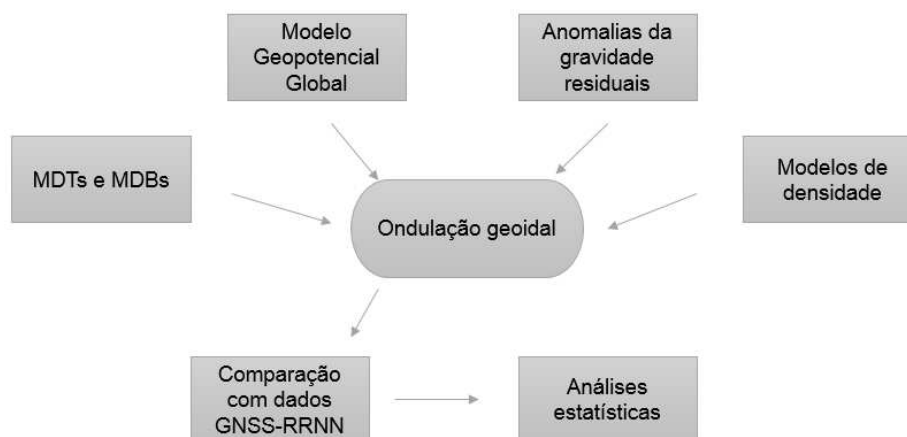 Modelo
Geopotencial
Global
Anomalias da
gravidade
residuais
MDTs e MDBs
Modelos de
densidade
Ondulação geoidal
Comparação
com dados
GNSS-RRNN
Análises
estatísticas